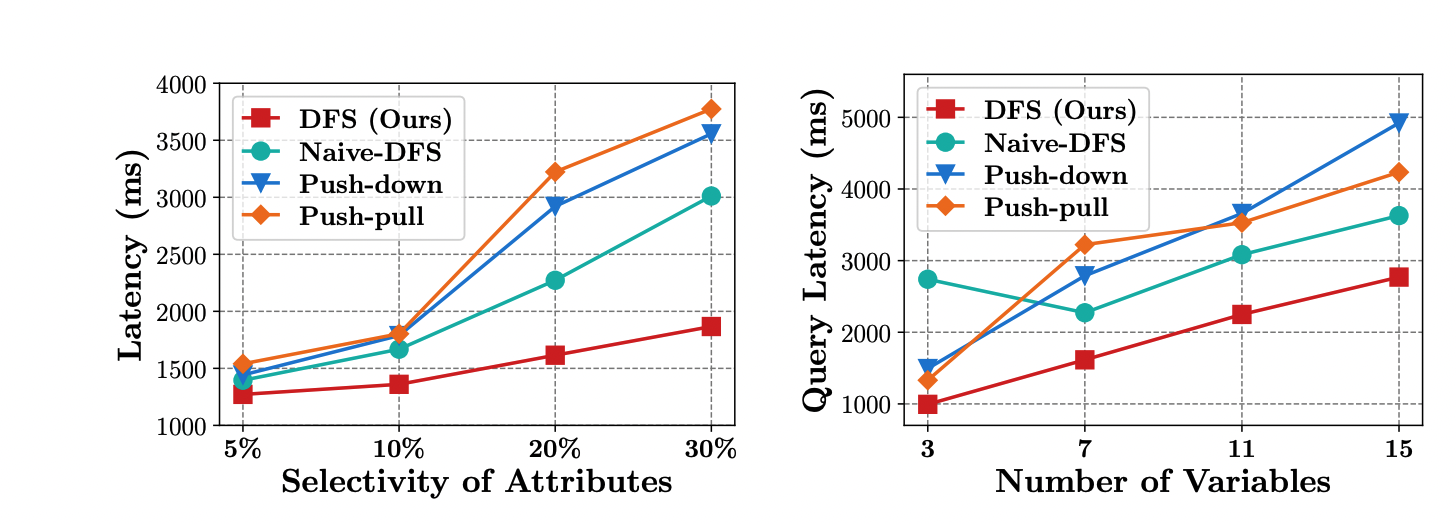 4000
3500
3000
2500
2000
1500
1000
Latency (ms)
DFS (Ours)
Naive-DFS
Push-down
Push-pull
5% 10% 20% 30%
Selectivity of Attributes
5000
4000
3000
2000
1000
Query Latency (ms)
DFS (Ours)
Naive-DFS
Push-down
Push-pull
3 7 11 15
Number of Variables